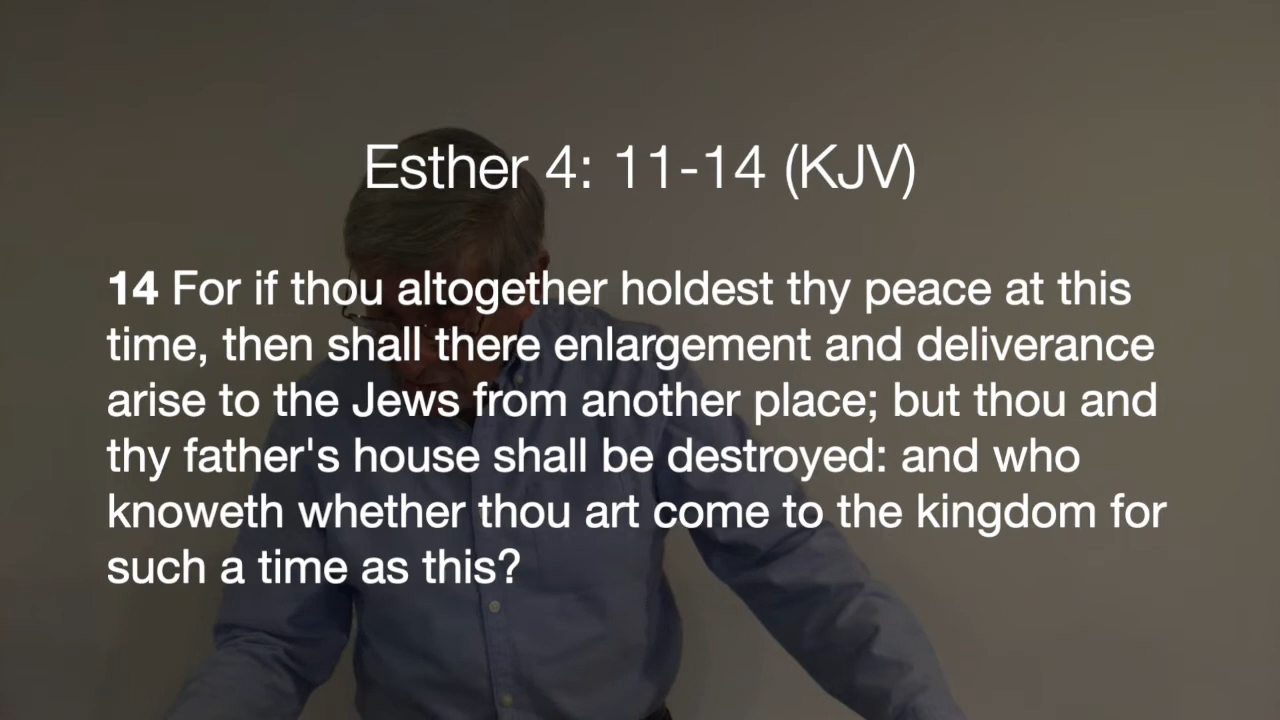 Esther 4: 11-14 (KJV)
14 For if thou altogether holdest thy peace at this
time, then shall there enlargement and deliverance
arise to the Jews from another place; but thou and
thy father's house shall be destroyed: and who
knoweth whether thou art come to the kingdom for
such a time as this?